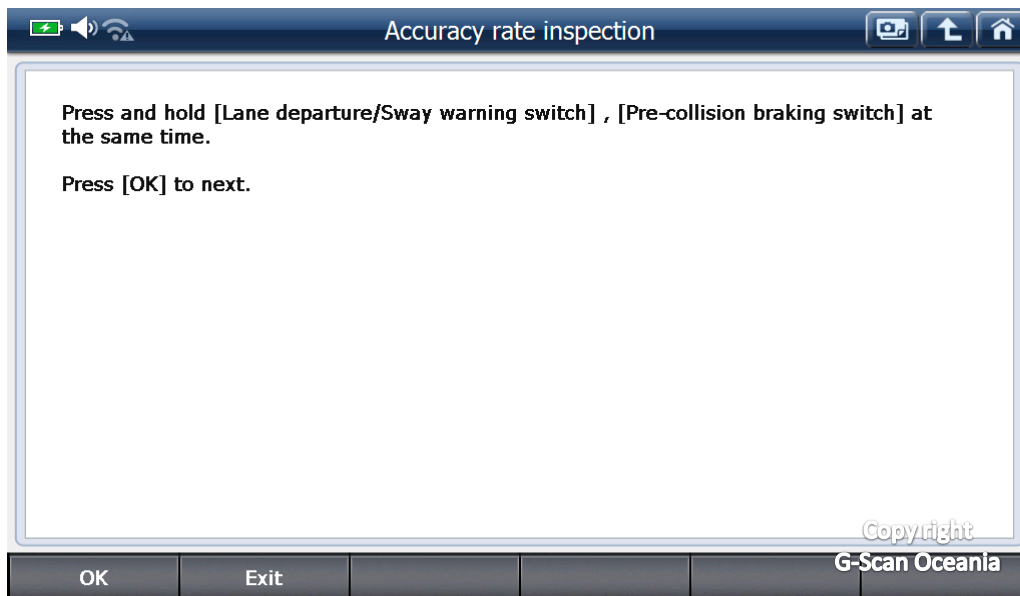 Accuracy rate inspection
Press and hold [Lane departure/Sway warning switch] , [Pre-collision braking switch] at
the same time.
Press [OK] to next.
Copyright
G-Scan Oceania
OK
Exit